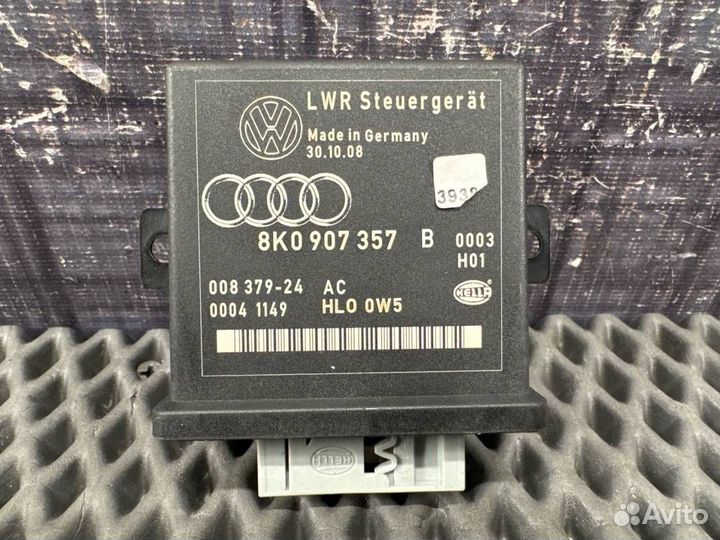 LWR Steuergerät
Made in Germany
30.10.08
8K0 907 357 B 0003
H01
008 379-24 AC
0004 1149 HLO 0W5
HELLA
HELLA
Avito